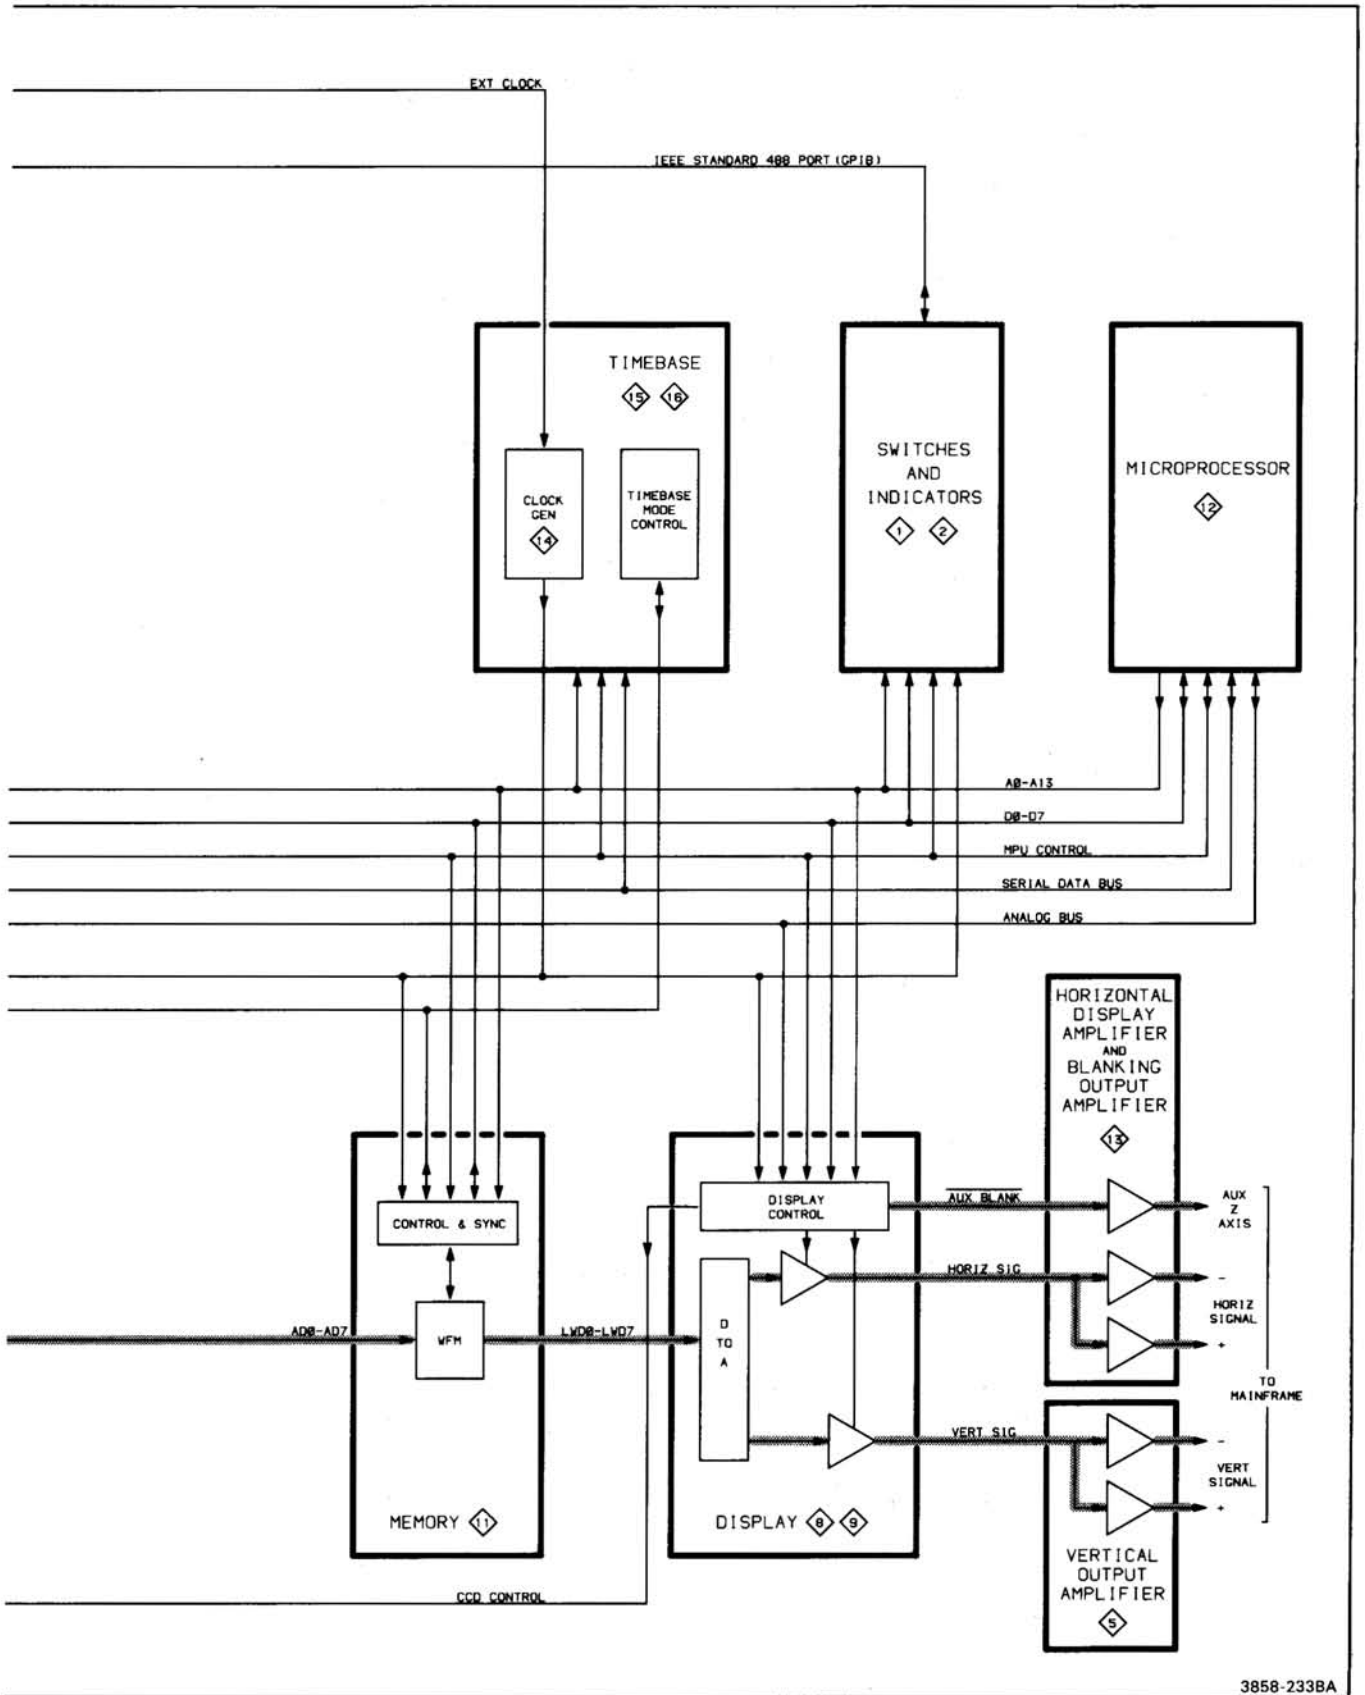 EXT CLOCK
IEEE STANDARD 488 PORT (GPIB)
TIMEBASE
15 16
CLOCK
GEN
14
TIMEBASE
MODE
CONTROL
SWITCHES
AND
INDICATORS
1 2
MICROPROCESSOR
12
A0-A13
D0-D7
MPU CONTROL
SERIAL DATA BUS
ANALOG BUS
HORIZONTAL
DISPLAY
AMPLIFIER
AND
BLANKING
OUTPUT
AMPLIFIER
13
CONTROL & SYNC
DISPLAY
CONTROL
AUX BLANK
AUX
Z
AXIS
HORIZ SIG
-
HORIZ
SIGNAL
+
AD0-AD7
WFM
LWD0-LWD7
D
TO
A
TO
MAINFRAME
VERT SIG
-
VERT
SIGNAL
+
MEMORY 11
DISPLAY 8 9
VERTICAL
OUTPUT
AMPLIFIER
5
CCD CONTROL
3858-233BA